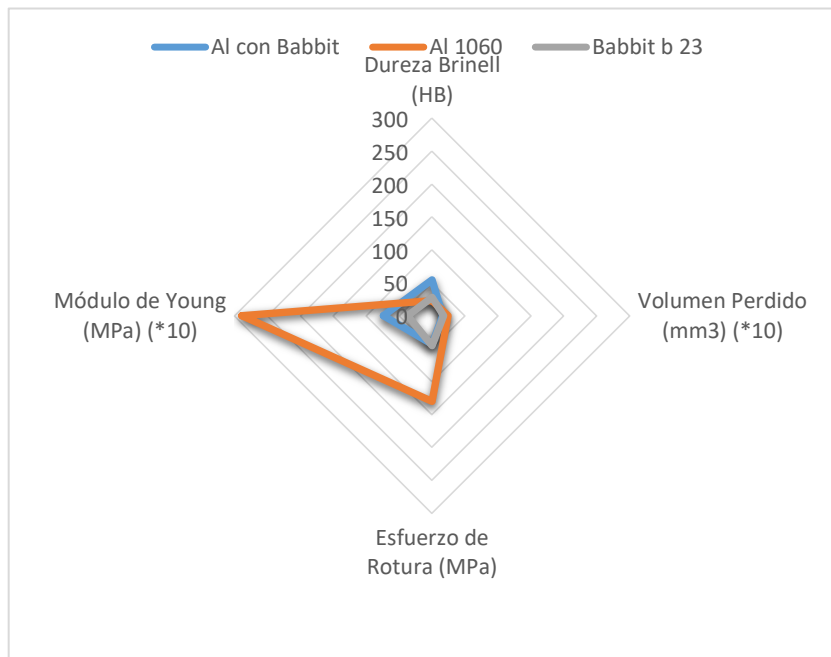 Al con Babbit Al 1060 Babbit b 23
Dureza Brinell
(HB)
300
250
200
150
100
50
0
Módulo de Young
(MPa) (*10)
Volumen Perdido
(mm3) (*10)
Esfuerzo de
Rotura (MPa)